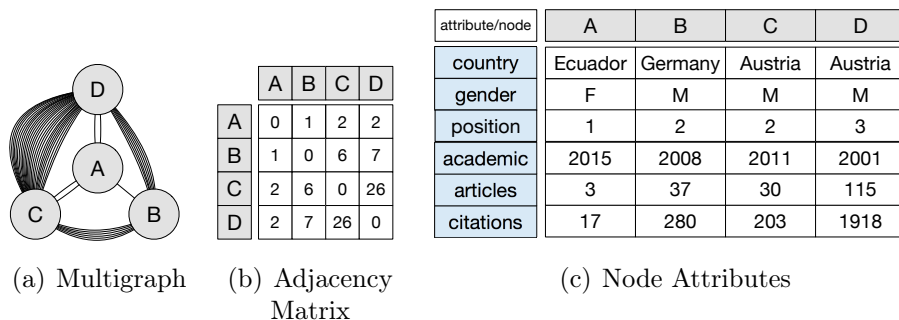 D
A
C
B
(a) Multigraph
A B C D
A 0 1 2 2
B 1 0 6 7
C 2 6 0 26
D 2 7 26 0
(b) Adjacency
Matrix
attribute/node A B C D
country Ecuador Germany Austria Austria
gender F M M M
position 1 2 2 3
academic 2015 2008 2011 2001
articles 3 37 30 115
citations 17 280 203 1918
(c) Node Attributes